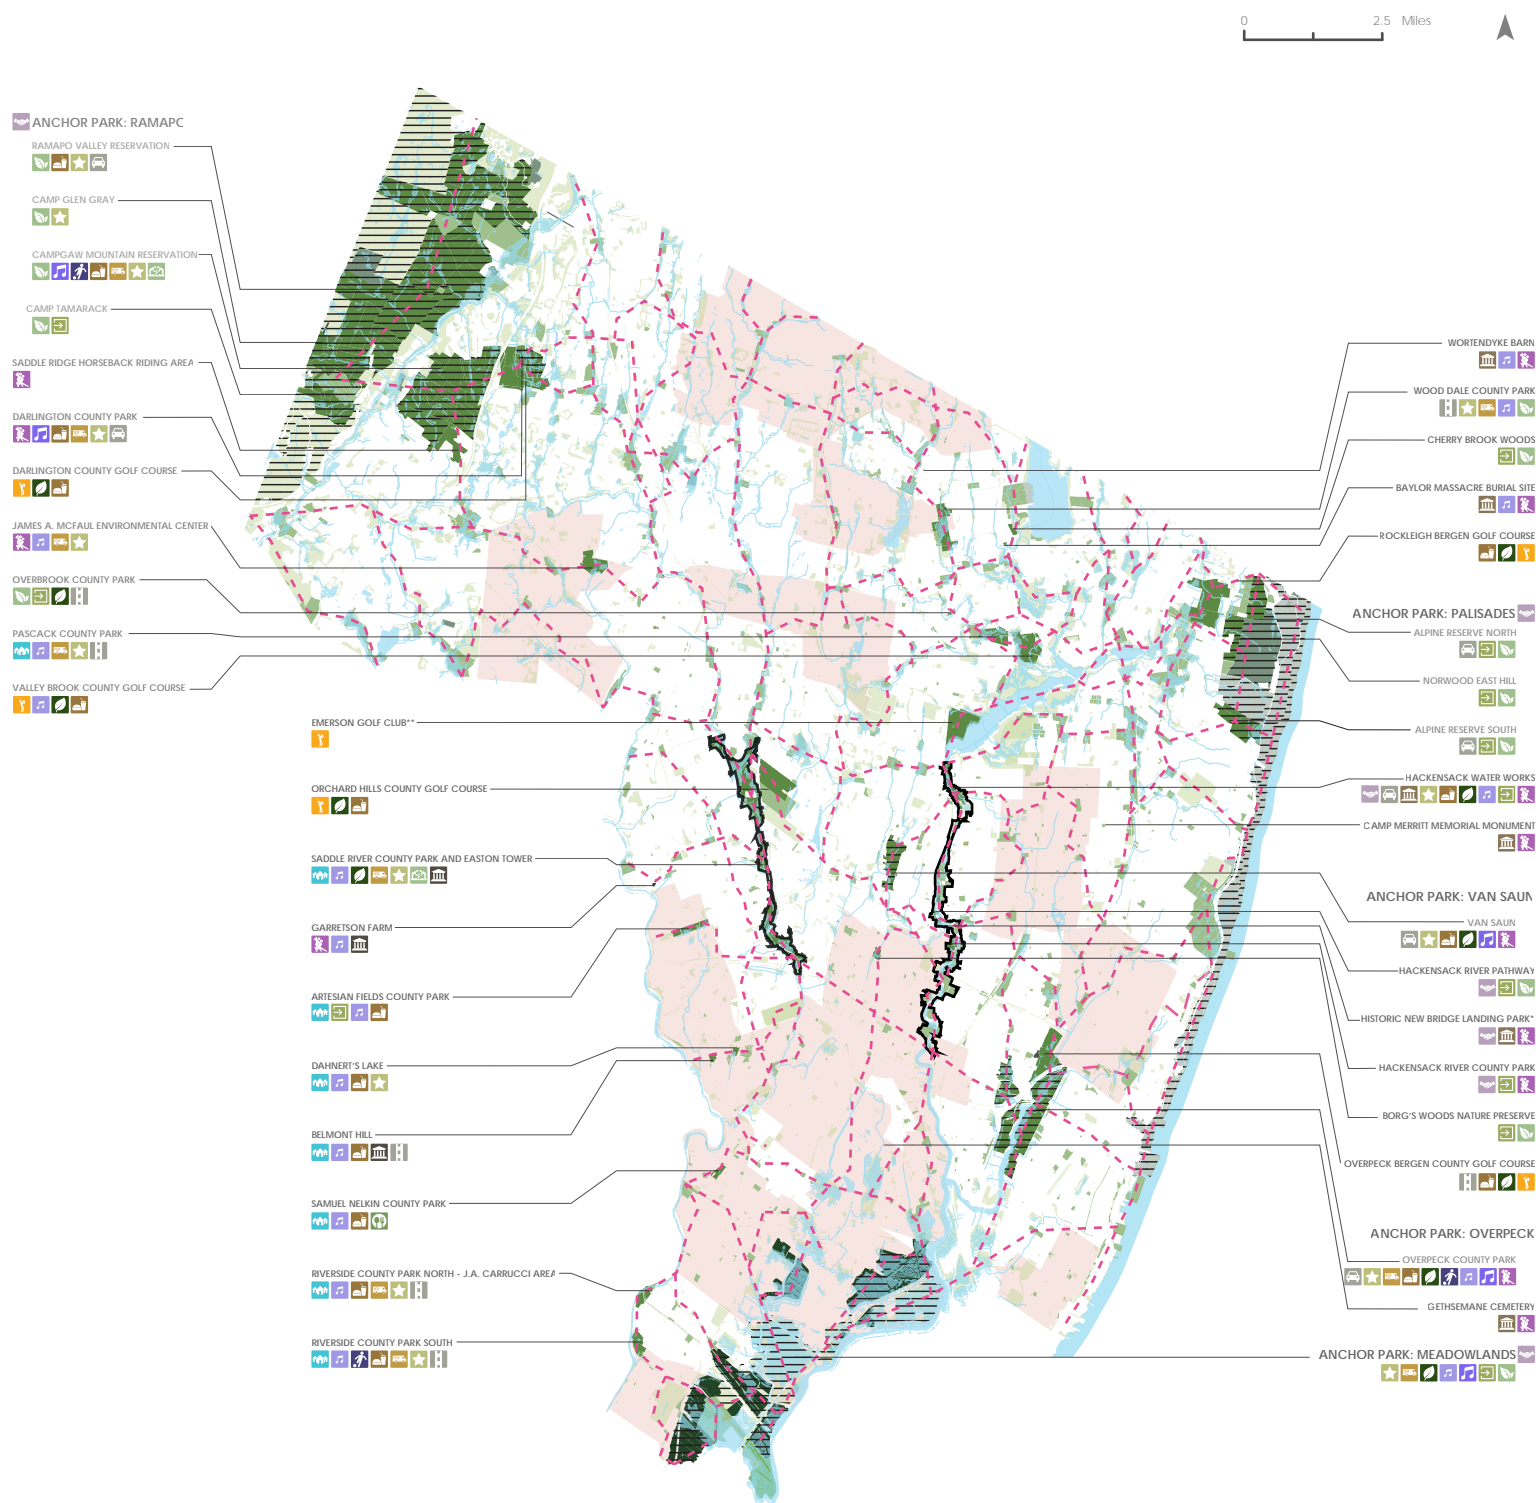 0 2.5 Miles
ANCHOR PARK: RAMAPO
RAMAPO VALLEY RESERVATION
CAMP GLEN GRAY
CAMPGAW MOUNTAIN RESERVATION
CAMP TAMARACK
SADDLE RIDGE HORSEBACK RIDING AREA
DARLINGTON COUNTY PARK
DARLINGTON COUNTY GOLF COURSE
JAMES A. MCFAUL ENVIRONMENTAL CENTER
OVERBROOK COUNTY PARK
PASCACK COUNTY PARK
VALLEY BROOK COUNTY GOLF COURSE
EMERSON GOLF CLUB**
ORCHARD HILLS COUNTY GOLF COURSE
SADDLE RIVER COUNTY PARK AND EASTON TOWER
GARRETSON FARM
ARTESIAN FIELDS COUNTY PARK
DAHNERT'S LAKE
BELMONT HILL
SAMUEL NELKIN COUNTY PARK
RIVERSIDE COUNTY PARK NORTH - J.A. CARRUCCI AREA
RIVERSIDE COUNTY PARK SOUTH
WORTENDYKE BARN
WOOD DALE COUNTY PARK
CHERRY BROOK WOODS
BAYLOR MASSACRE BURIAL SITE
ROCKLEIGH BERGEN GOLF COURSE
ANCHOR PARK: PALISADES
ALPINE RESERVE NORTH
NORWOOD EAST HILL
ALPINE RESERVE SOUTH
HACKENSACK WATER WORKS
CAMP MERRITT MEMORIAL MONUMENT
ANCHOR PARK: VAN SAUN
VAN SAUN
HACKENSACK RIVER PATHWAY
HISTORIC NEW BRIDGE LANDING PARK*
HACKENSACK RIVER COUNTY PARK
BORG'S WOODS NATURE PRESERVE
OVERPECK BERGEN COUNTY GOLF COURSE
ANCHOR PARK: OVERPECK
OVERPECK COUNTY PARK
GETHSEMANE CEMETERY
ANCHOR PARK: MEADOWLANDS